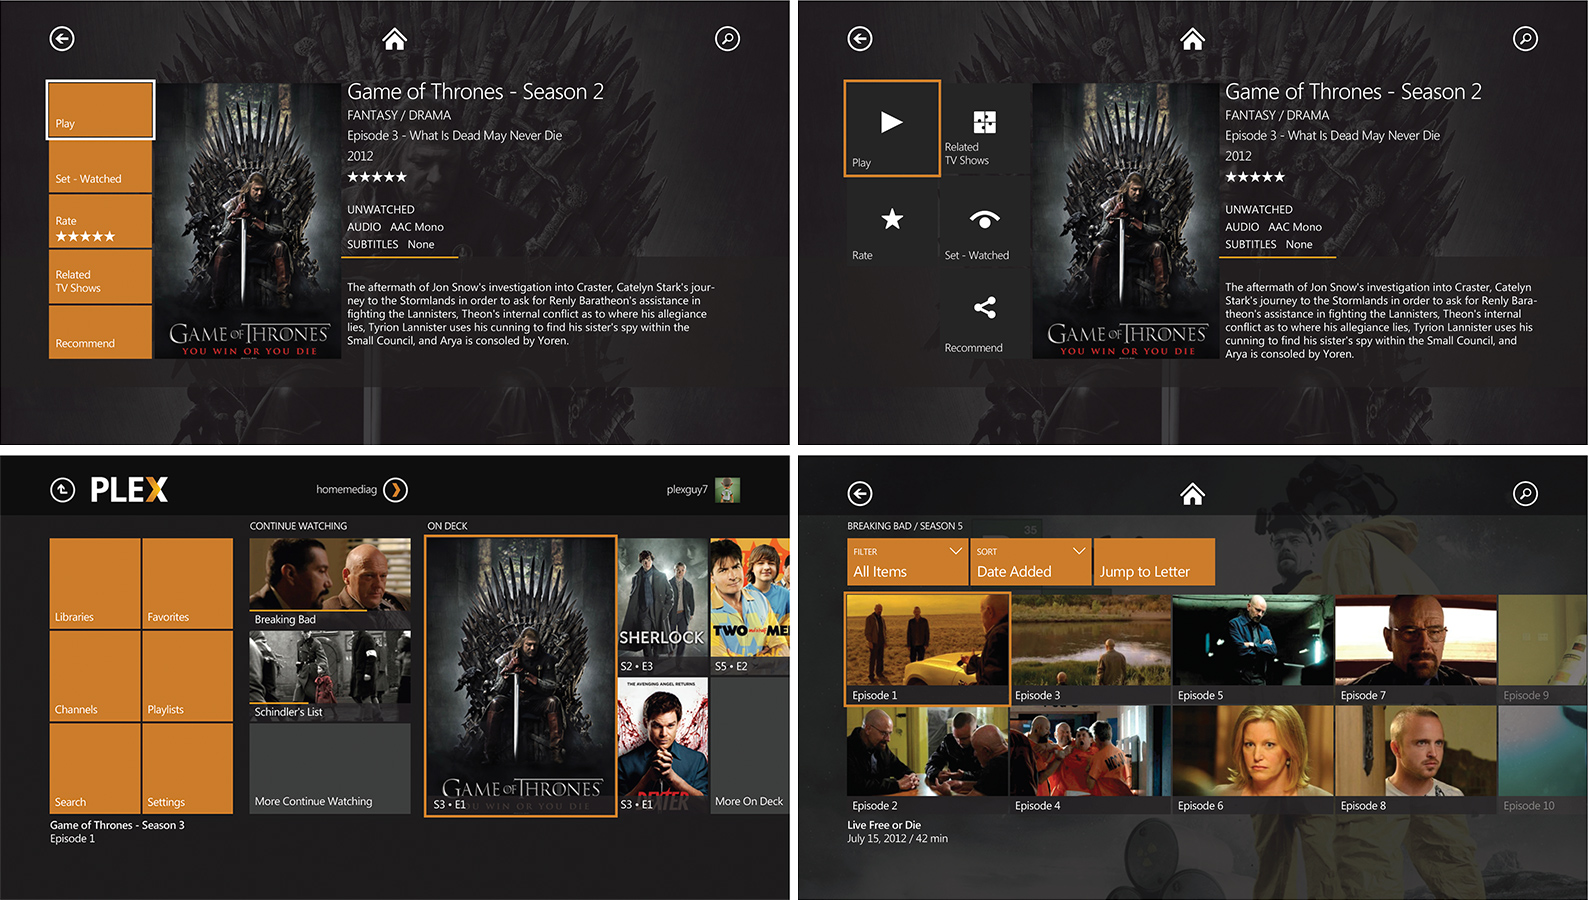 Play
Set - Watched
Rate
Related
TV Shows
Recommend
GAME OF THRONES
YOU WIN OR YOU DIE
Game of Thrones - Season 2
FANTASY / DRAMA
Episode 3 - What Is Dead May Never Die
2012
UNWATCHED
AUDIO AAC Mono
SUBTITLES None
The aftermath of Jon Snow's investigation into Craster, Catelyn Stark's jour-
ney to the Stormlands in order to ask for Renly Baratheon's assistance in
fighting the Lannisters, Theon's internal conflict as to where his allegiance
lies, Tyrion Lannister uses his cunning to find his sister's spy within the
Small Council, and Arya is consoled by Yoren.
Play
Related
TV Shows
Rate
Set - Watched
Recommend
GAME OF THRONES
YOU WIN OR YOU DIE
Game of Thrones - Season 2
FANTASY / DRAMA
Episode 3 - What Is Dead May Never Die
2012
UNWATCHED
AUDIO AAC Mono
SUBTITLES None
The aftermath of Jon Snow's investigation into Craster, Catelyn
Stark's journey to the Stormlands in order to ask for Renly Bara-
theon's assistance in fighting the Lannisters, Theon's internal
conflict as to where his allegiance lies, Tyrion Lannister uses his
cunning to find his sister's spy within the Small Council, and
Arya is consoled by Yoren.
PLEX
homemediag
plexguy7
CONTINUE WATCHING
ON DECK
Libraries
Favorites
Channels
Playlists
Search
Settings
Breaking Bad
Schindler's List
More Continue Watching
GAME OF THRONES
YOU WIN OR YOU DIE
S3 • E1
SHERLOCK
S2 • E3
TWO
ME
S5 • E2
THE AVENGING ANGEL RETURNS
DEXTER
S3 • E1
More On Deck
Game of Thrones - Season 3
Episode 1
BREAKING BAD / SEASON 5
35
FILTER
All Items
SORT
Date Added
Jump to Letter
Episode 1
Episode 3
Episode 5
Episode 7
Episode 9
Episode 2
Episode 4
Episode 6
Episode 8
Episode 10
Live Free or Die
July 15, 2012 / 42 min